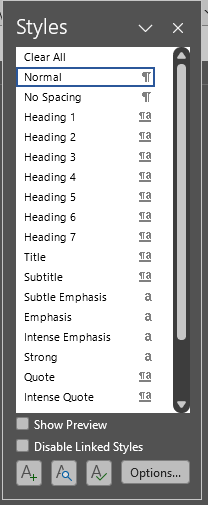 Styles
Clear All
Normal ¶
No Spacing ¶
Heading 1 ¶a
Heading 2 ¶a
Heading 3 ¶a
Heading 4 ¶a
Heading 5 ¶a
Heading 6 ¶a
Heading 7 ¶a
Title ¶a
Subtitle ¶a
Subtle Emphasis a
Emphasis a
Intense Emphasis a
Strong a
Quote ¶a
Intense Quote ¶a
Show Preview
Disable Linked Styles
Options...